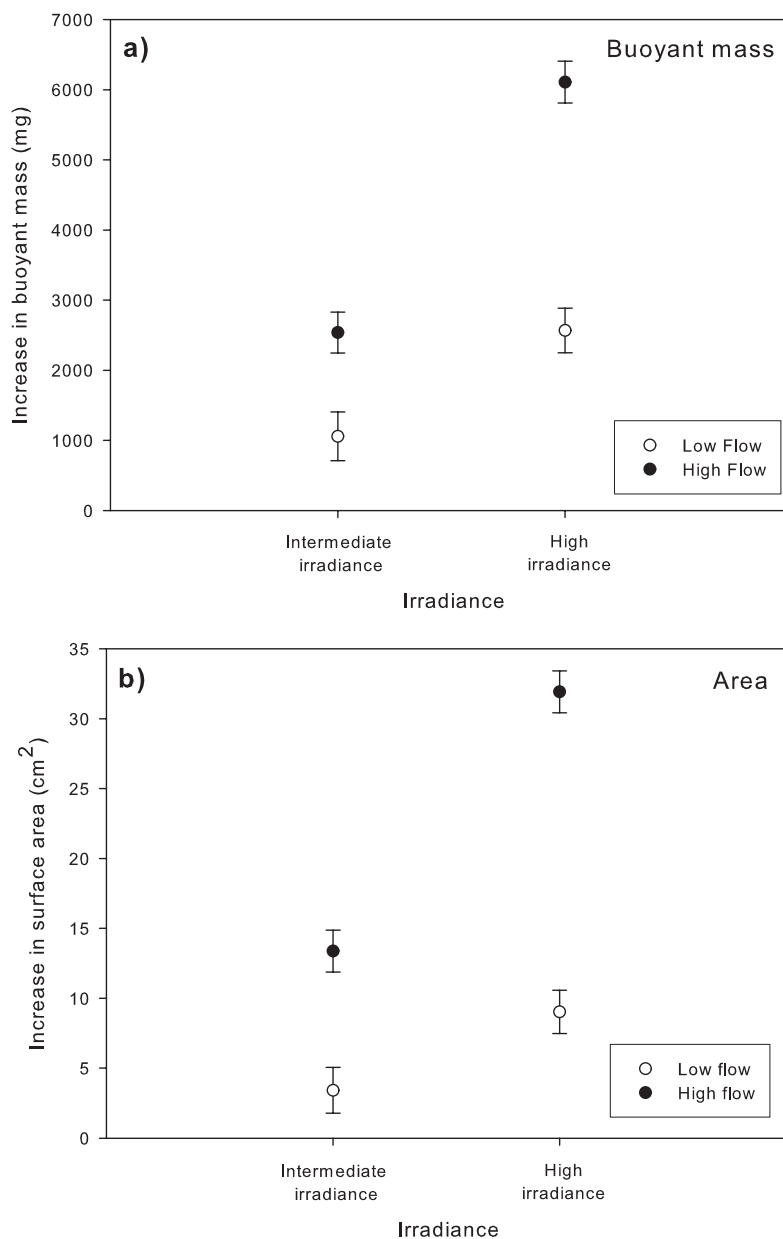 a)
Buoyant mass
Increase in buoyant mass (mg)
7000
6000
5000
4000
3000
2000
1000
0
Low Flow
High Flow
Intermediate
irradiance
High
irradiance
Irradiance
b)
Area
Increase in surface area (cm²)
35
30
25
20
15
10
5
0
Low flow
High flow
Intermediate
irradiance
High
irradiance
Irradiance